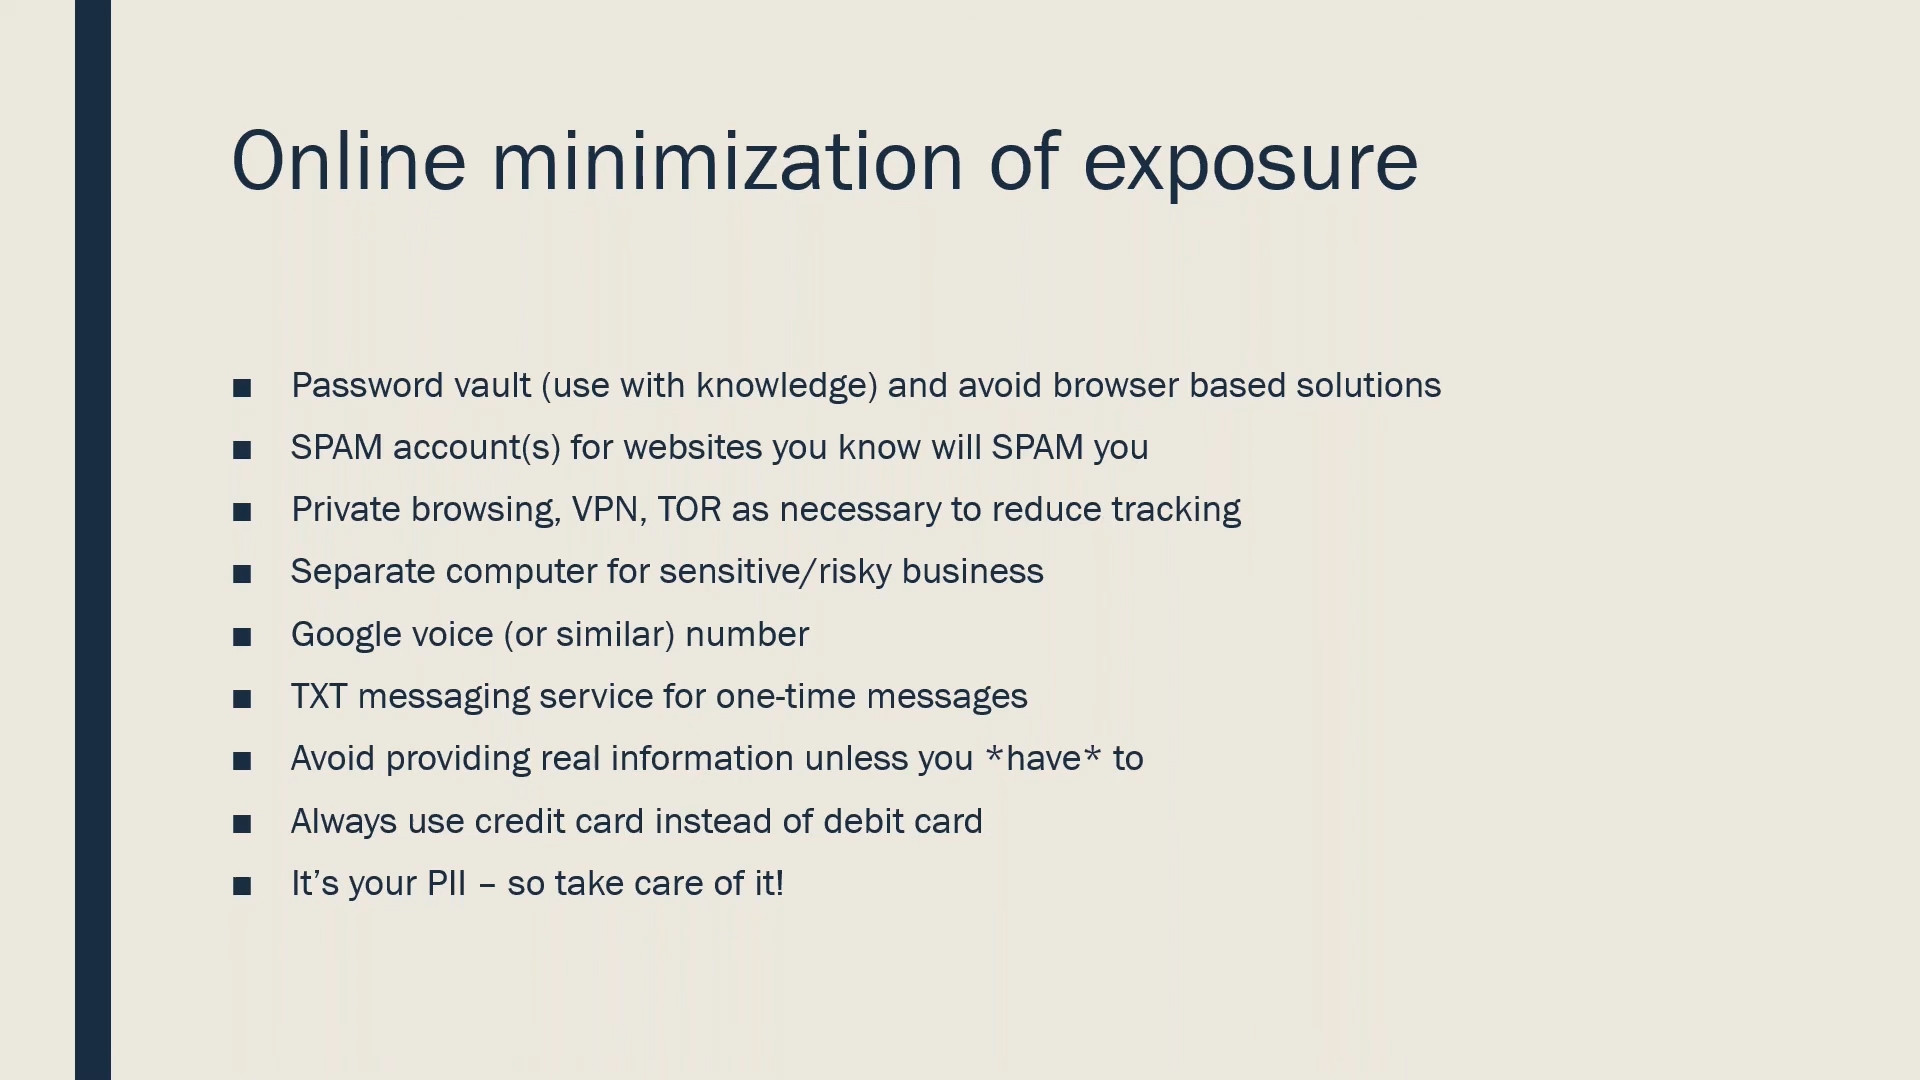 Online minimization of exposure
■ Password vault (use with knowledge) and avoid browser based solutions
■ SPAM account(s) for websites you know will SPAM you
■ Private browsing, VPN, TOR as necessary to reduce tracking
■ Separate computer for sensitive/risky business
■ Google voice (or similar) number
■ TXT messaging service for one-time messages
■ Avoid providing real information unless you *have* to
■ Always use credit card instead of debit card
■ It’s your PII – so take care of it!